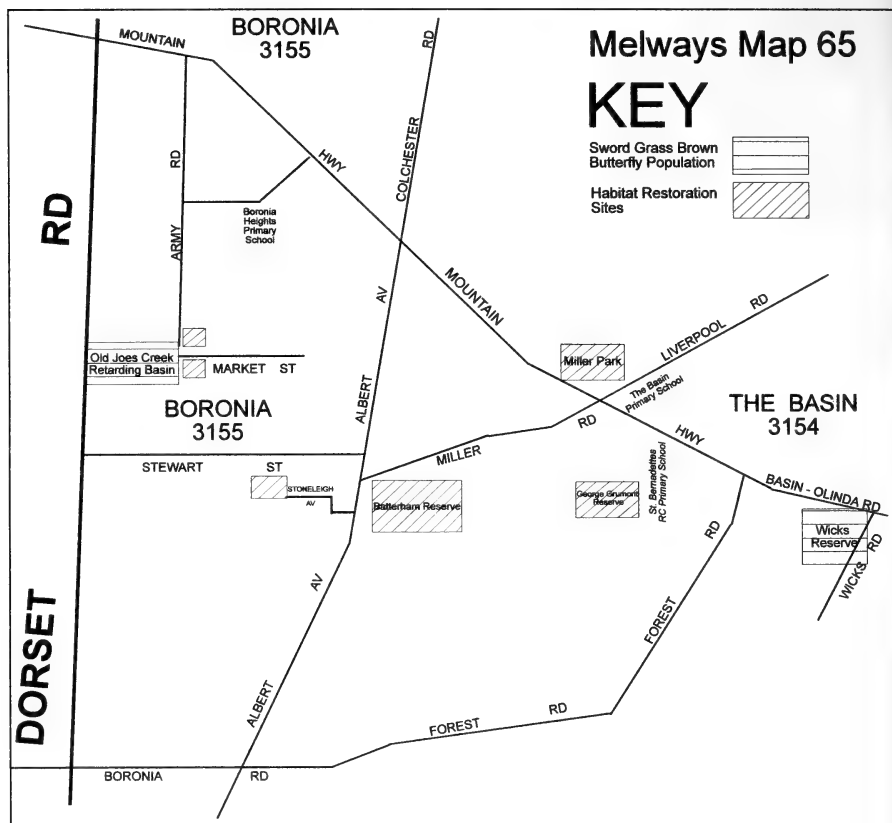 BORONIA
3155
Melways Map 65
KEY
Sword Grass Brown
Butterfly Population
Habitat Restoration
Sites
MOUNTAIN
HWY
COLCHESTER
RD
RD
ARMY
RD
Boronia
Heights
Primary
School
AV
MOUNTAIN
LIVERPOOL
RD
Old Joes Creek
Retarding Basin
MARKET ST
Miller Park
The Basin
Primary School
ALBERT
BORONIA
3155
THE BASIN
3154
RD
HWY
MILLER
STEWART ST
STONELEIGH
AV
Batterham Reserve
George Grumont
Reserve
St. Bernadettes
RC Primary School
BASIN - OLINDA RD
Wicks
Reserve
WICKS
RD
RD
FOREST
AV
ALBERT
DORSET
FOREST
RD
BORONIA
RD